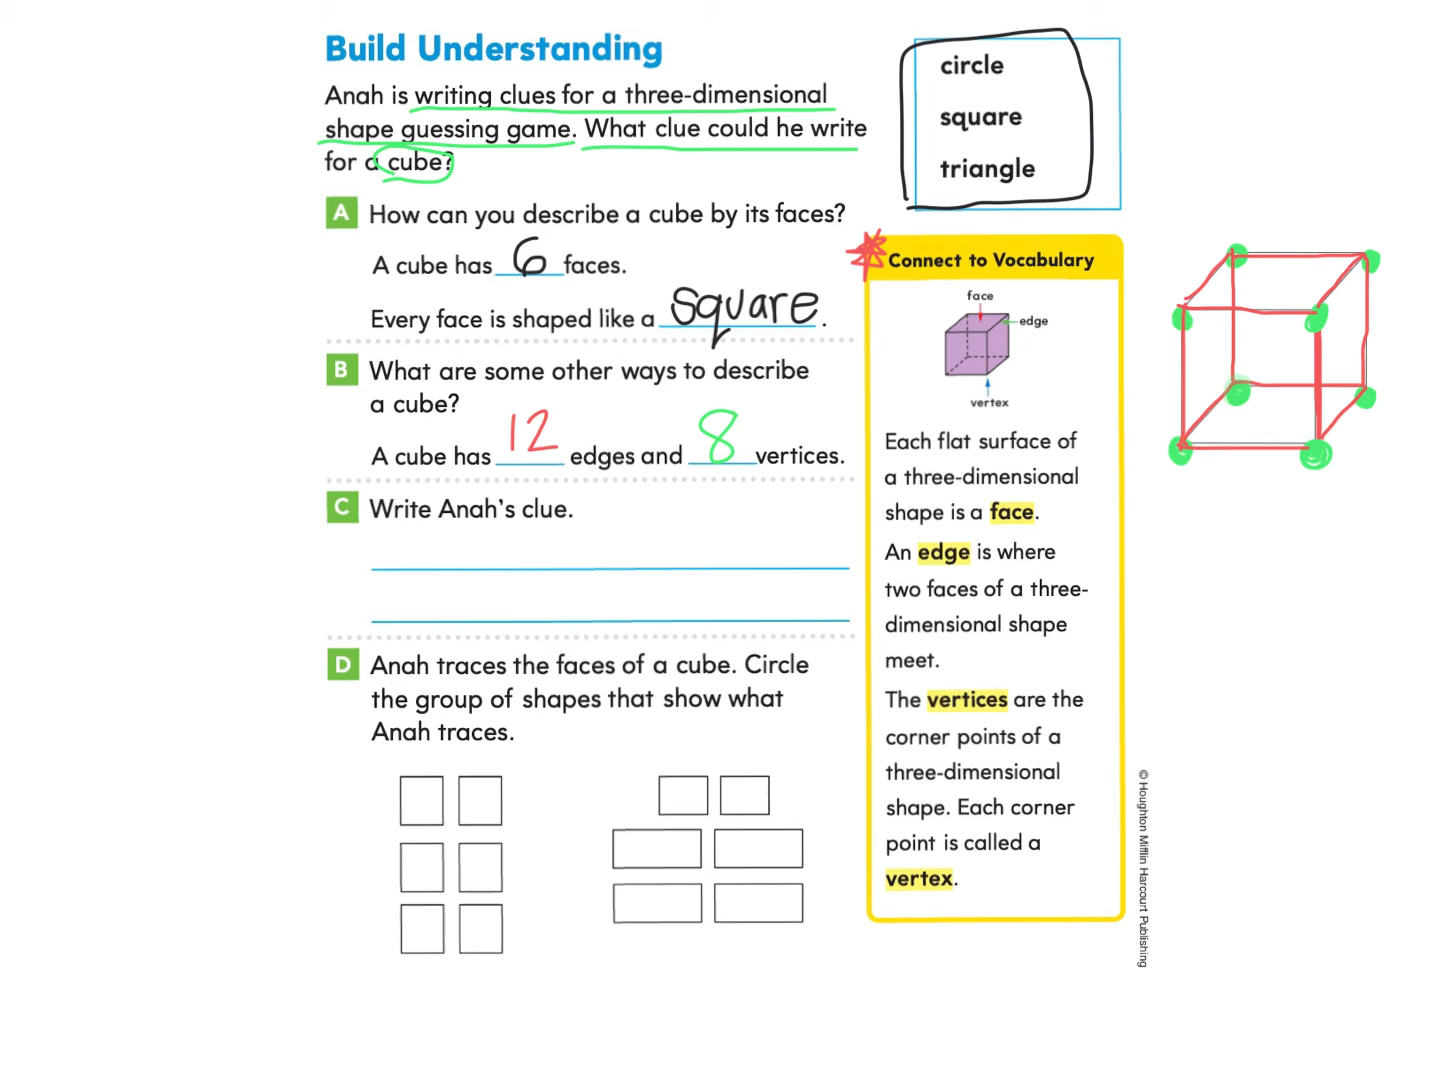 Build Understanding
Anah is writing clues for a three-dimensional
shape guessing game. What clue could he write
for a cube?
circle
square
triangle
A How can you describe a cube by its faces?
A cube has 6 faces.
Every face is shaped like a square.
B What are some other ways to describe
a cube?
A cube has 12 edges and 8 vertices.
C Write Anah's clue.
D Anah traces the faces of a cube. Circle
the group of shapes that show what
Anah traces.
Connect to Vocabulary
face
edge
vertex
Each flat surface of
a three-dimensional
shape is a face.
An edge is where
two faces of a three-
dimensional shape
meet.
The vertices are the
corner points of a
three-dimensional
shape. Each corner
point is called a
vertex.
© Houghton Mifflin Harcourt Publishing